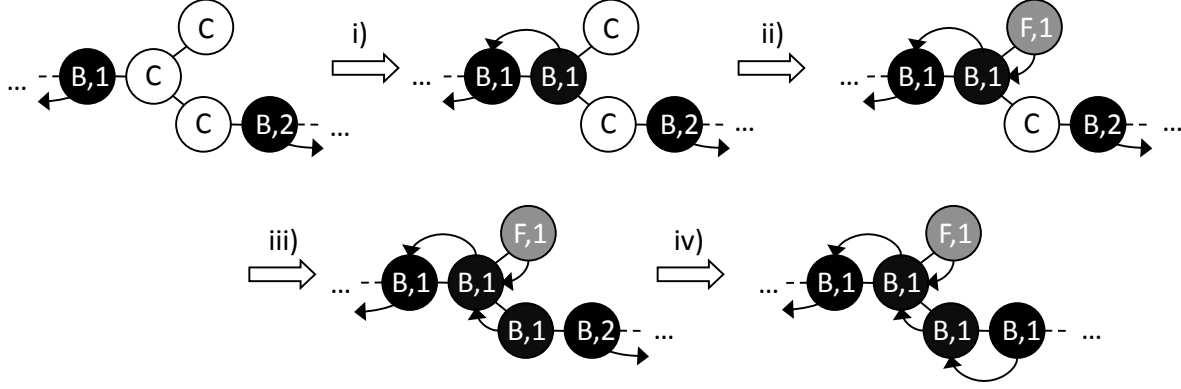 C
i)
C
ii)
F,1
... B,1 C ... B,1 B,1 ... B,1 B,1
C B,2 ... C B,2 ... C B,2 ...
iii)
F,1
iv)
F,1
... B,1 B,1 ... B,1 B,1
B,1 B,2 ... B,1 B,1 ...